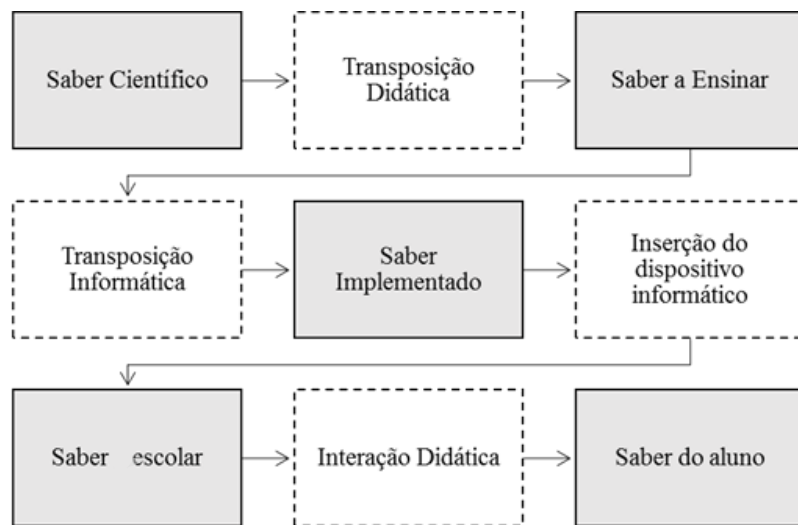 Saber Científico
Transposição
Didática
Saber a Ensinar
Transposição
Informática
Saber
Implementado
Inserção do
dispositivo
informático
Saber escolar
Interação Didática
Saber do aluno